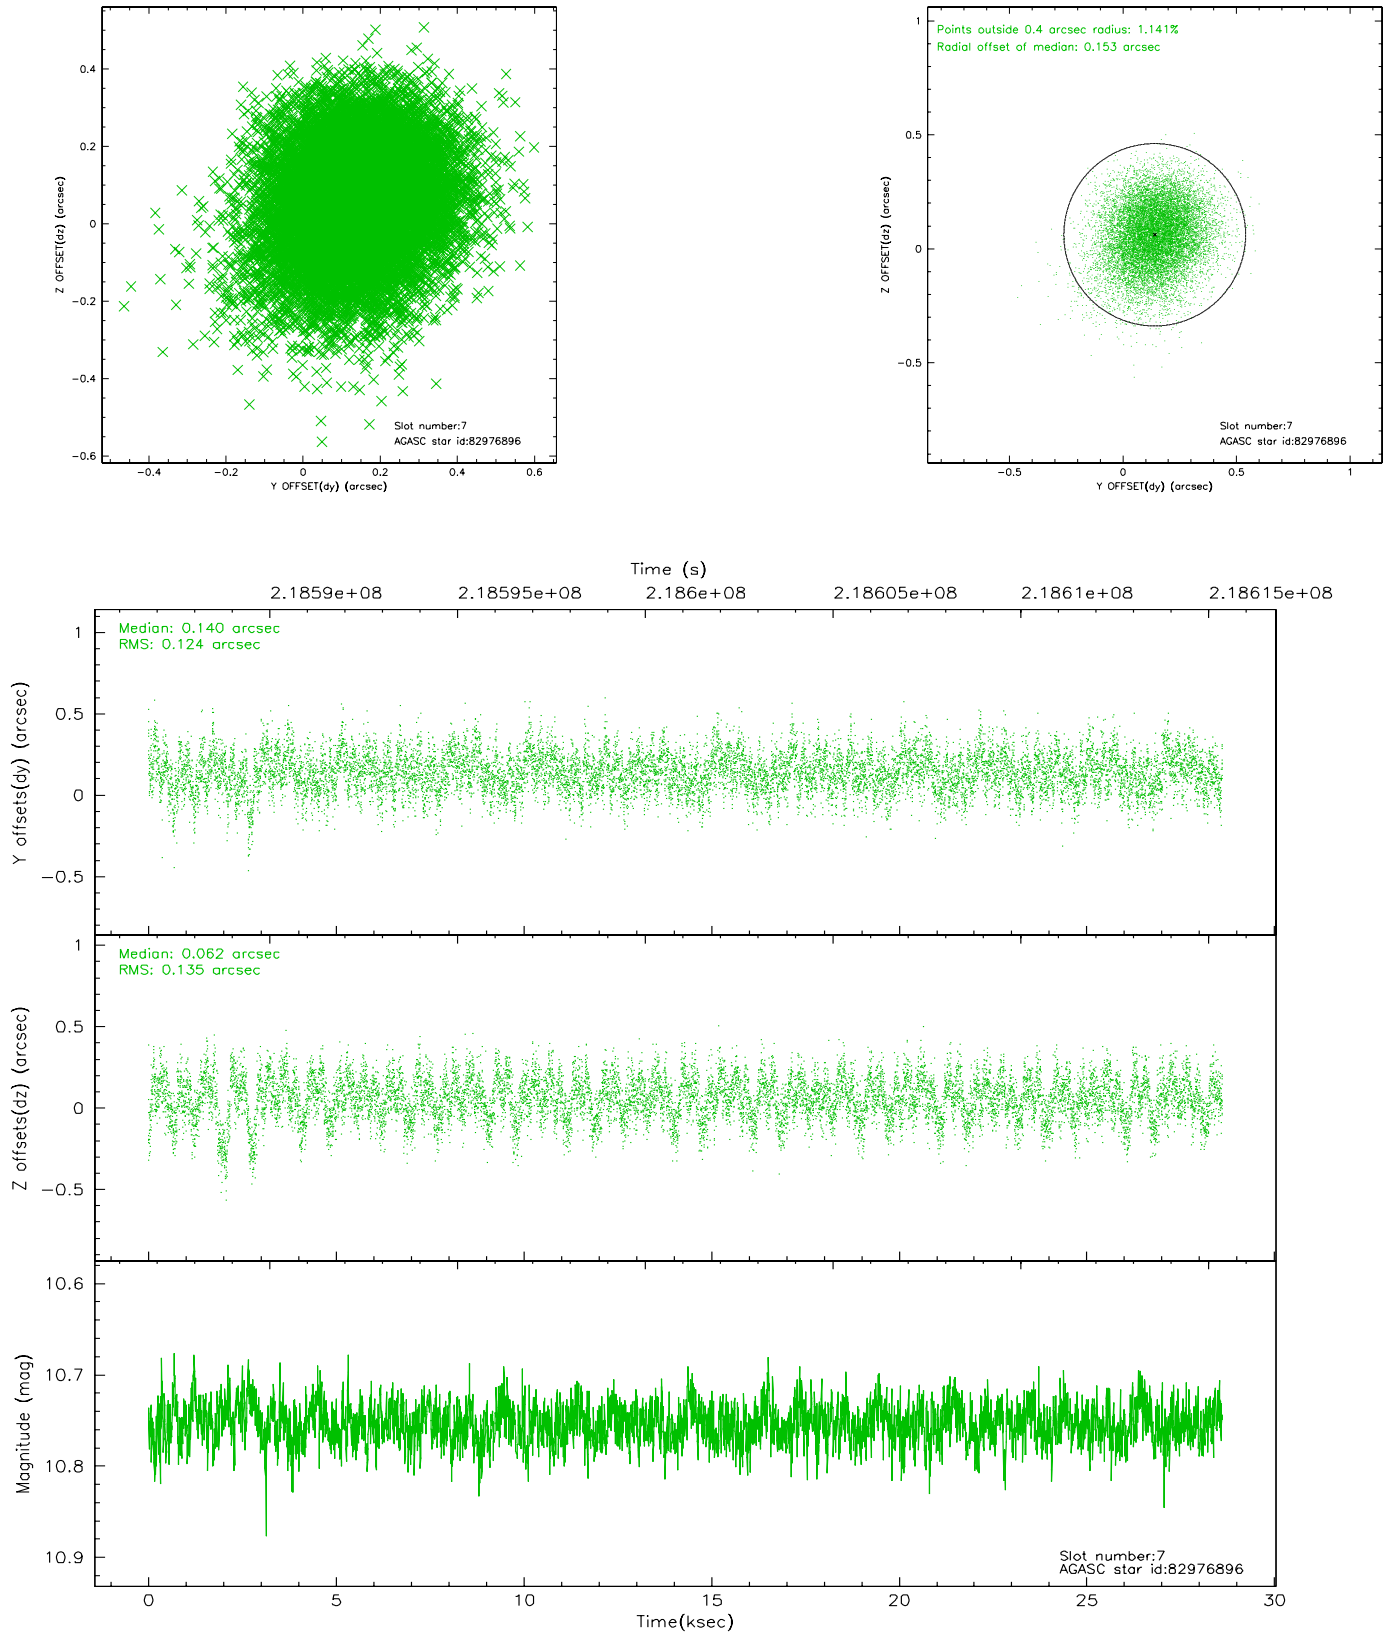 0.4
0.2
0
−0.2
−0.4
−0.6
Z OFFSET(dz) (arcsec)
Slot number:7
AGASC star id:82976896
−0.4 −0.2 0 0.2 0.4 0.6
Y OFFSET(dy) (arcsec)
Points outside 0.4 arcsec radius: 1.141%
Radial offset of median: 0.153 arcsec
1
0.5
0
−0.5
Z OFFSET(dz) (arcsec)
Slot number:7
AGASC star id:82976896
−0.5 0 0.5 1
Y OFFSET(dy) (arcsec)
Time (s)
2.1859e+08 2.18595e+08 2.186e+08 2.18605e+08 2.1861e+08 2.18615e+08
Median: 0.140 arcsec
RMS: 0.124 arcsec
1
0.5
0
−0.5
Y offsets(dy) (arcsec)
Median: 0.062 arcsec
RMS: 0.135 arcsec
1
0.5
0
−0.5
Z offsets(dz) (arcsec)
10.6
10.7
10.8
10.9
Magnitude (mag)
Slot number:7
AGASC star id:82976896
0 5 10 15 20 25 30
Time(ksec)